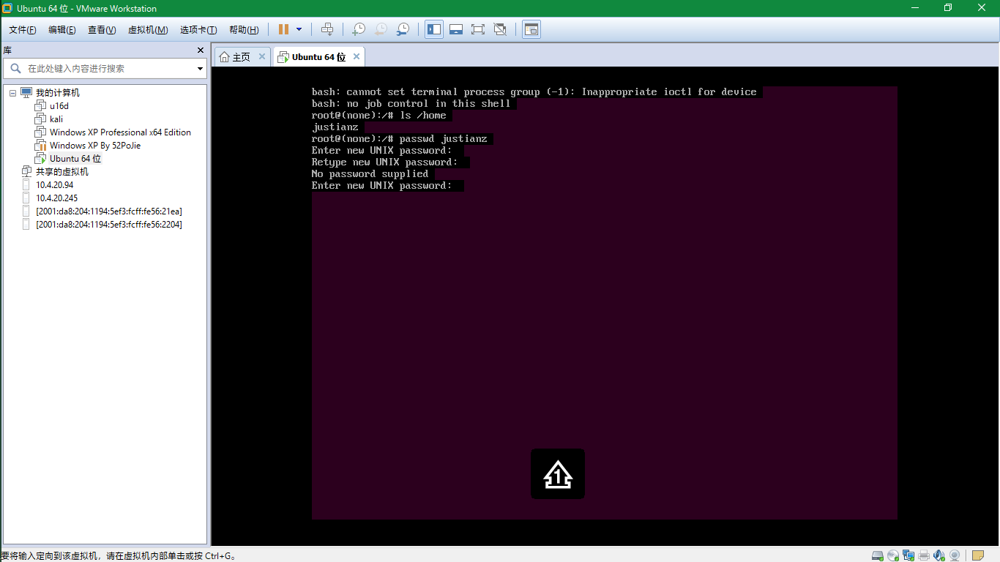 Ubuntu 64 位 - VMware Workstation
文件(F) 编辑(E) 查看(V) 虚拟机(M) 选项卡(T) 帮助(H)
库
在此处键入内容进行搜索
我的计算机
u16d
kali
Windows XP Professional x64 Edition
Windows XP By 52PoJie
Ubuntu 64 位
共享的虚拟机
10.4.20.94
10.4.20.245
[2001:da8:204:1194:5ef3:fcff:fe56:21ea]
[2001:da8:204:1194:5ef3:fcff:fe56:2204]
主页 Ubuntu 64 位
bash: cannot set terminal process group (-1): Inappropriate ioctl for device
bash: no job control in this shell
root@(none):/# ls /home
justianz
root@(none):/# passwd justianz
Enter new UNIX password:
Retype new UNIX password:
No password supplied
Enter new UNIX password:
1
要将输入定向到该虚拟机，请在虚拟机内部单击或按 Ctrl+G。